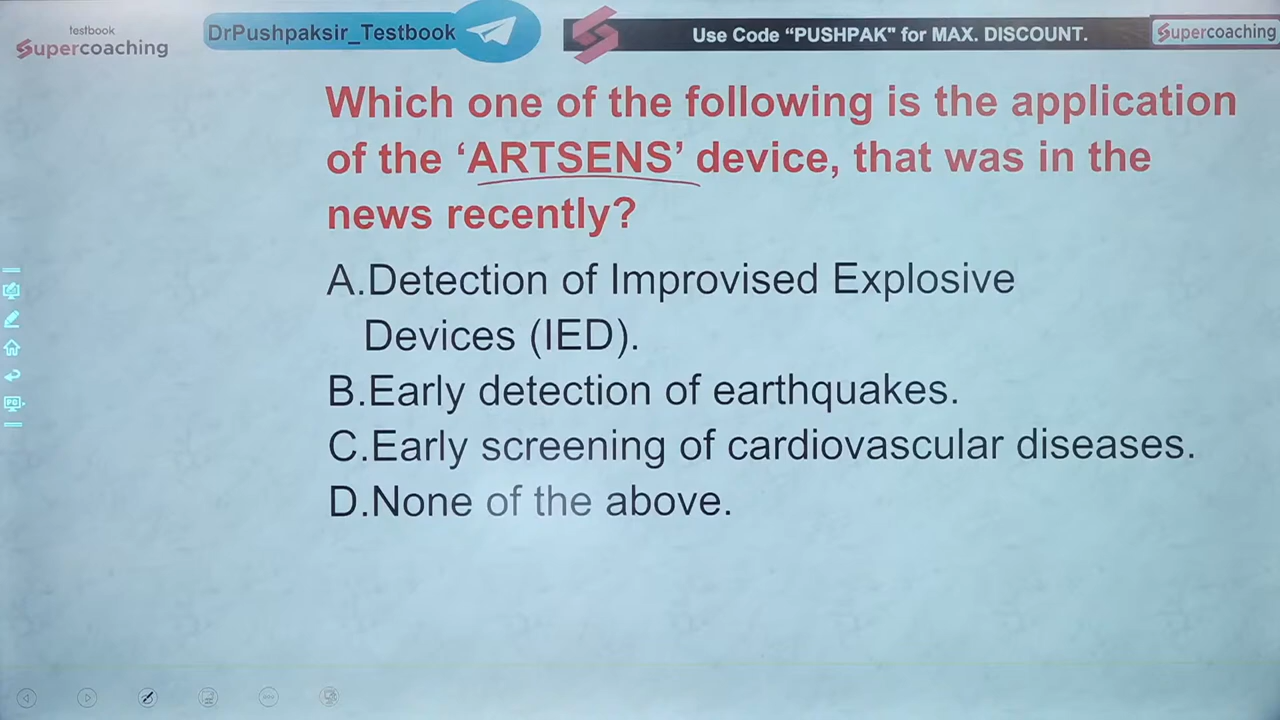 testbook
Supercoaching
DrPushpaksir_Testbook
Use Code “PUSHPAK" for MAX. DISCOUNT.
Supercoaching
Which one of the following is the application
of the ‘ARTSENS’ device, that was in the
news recently?
A.Detection of Improvised Explosive
Devices (IED).
B.Early detection of earthquakes.
C.Early screening of cardiovascular diseases.
D.None of the above.